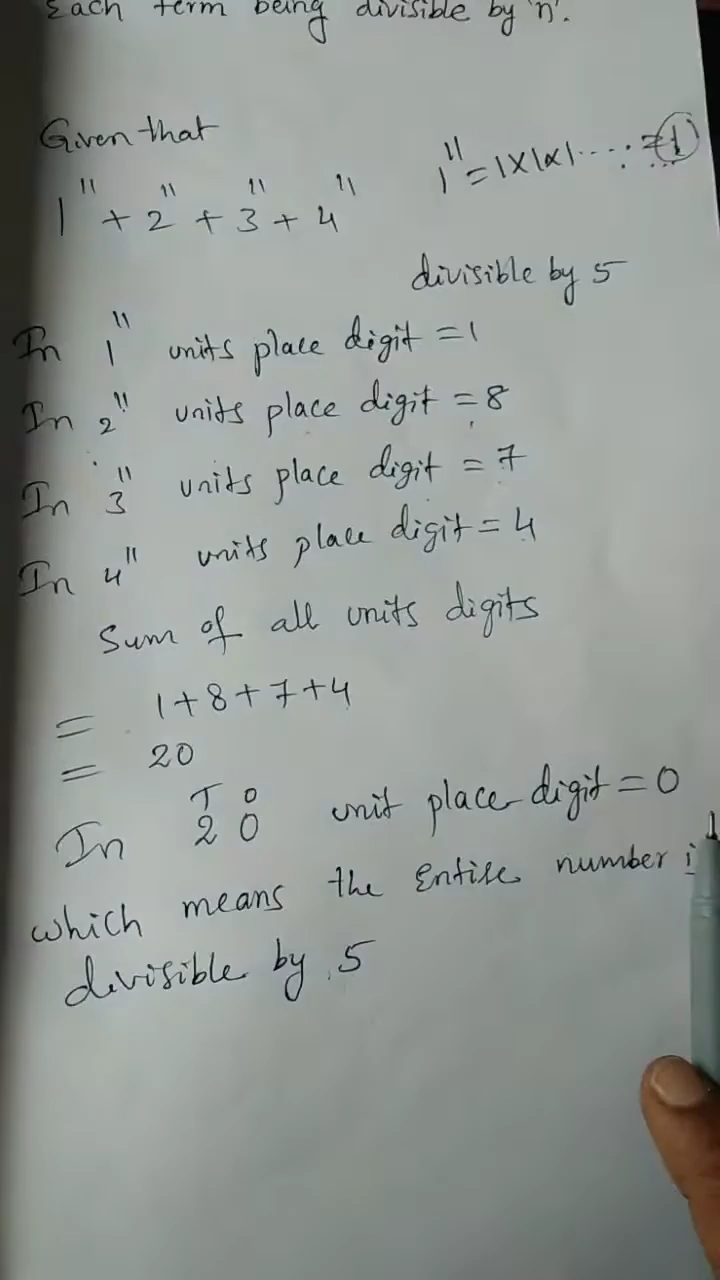 Each term being divisible by 'n'.
Given that
1¹¹ = 1×1×1.... = 1
1¹¹ + 2¹¹ + 3¹¹ + 4¹¹
divisible by 5
In 1¹¹ units place digit = 1
In 2¹¹ units place digit = 8
In 3¹¹ units place digit = 7
In 4¹¹ units place digit = 4
Sum of all units digits
= 1+8+7+4
= 20
T O
In 2 0 unit place digit = 0
which means the Entire number i
divisible by 5